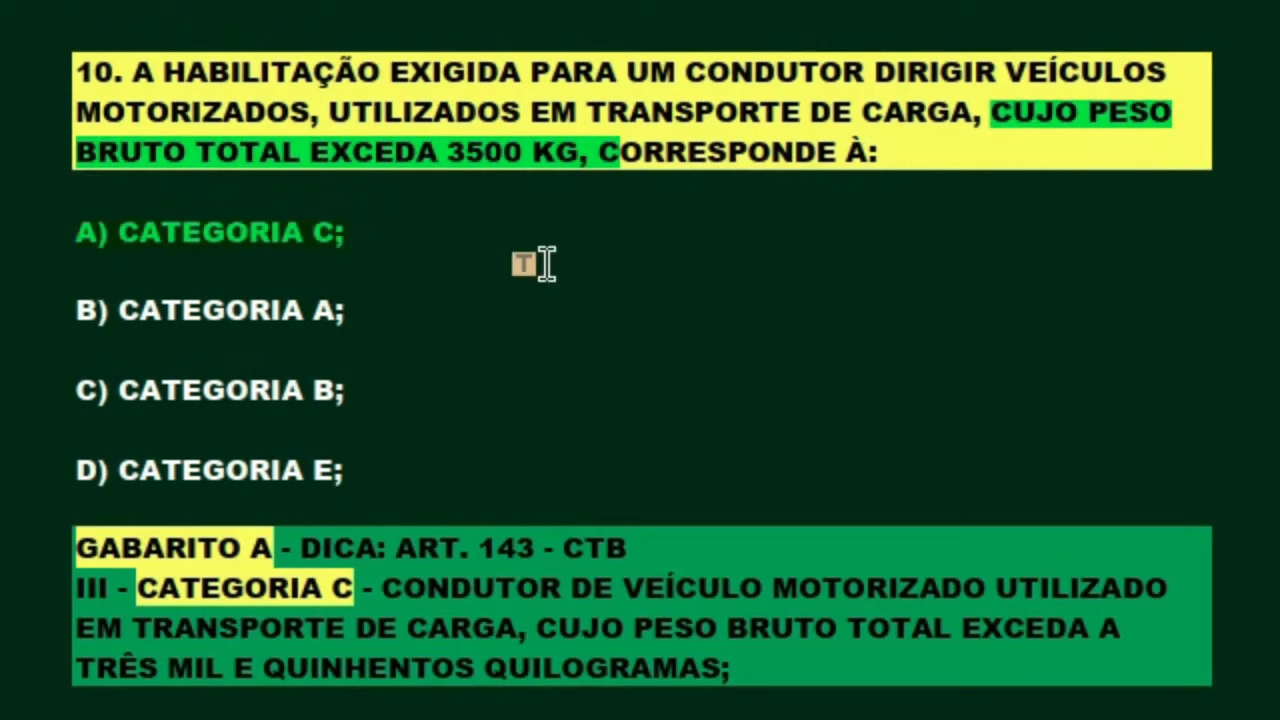 10. A HABILITAÇÃO EXIGIDA PARA UM CONDUTOR DIRIGIR VEÍCULOS
MOTORIZADOS, UTILIZADOS EM TRANSPORTE DE CARGA, CUJO PESO
BRUTO TOTAL EXCEDA 3500 KG, CORRESPONDE À:
A) CATEGORIA C;
T
B) CATEGORIA A;
C) CATEGORIA B;
D) CATEGORIA E;
GABARITO A - DICA: ART. 143 - CTB
III - CATEGORIA C - CONDUTOR DE VEÍCULO MOTORIZADO UTILIZADO
EM TRANSPORTE DE CARGA, CUJO PESO BRUTO TOTAL EXCEDA A
TRÊS MIL E QUINHENTOS QUILOGRAMAS;